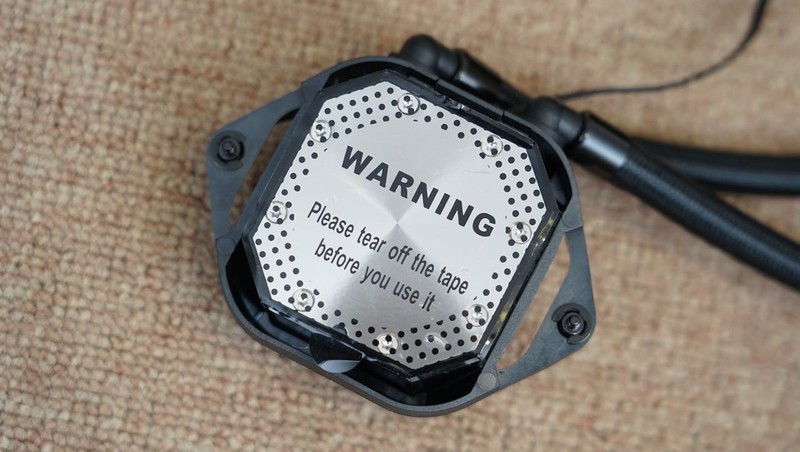 WARNING
Please tear off the tape
before you use it